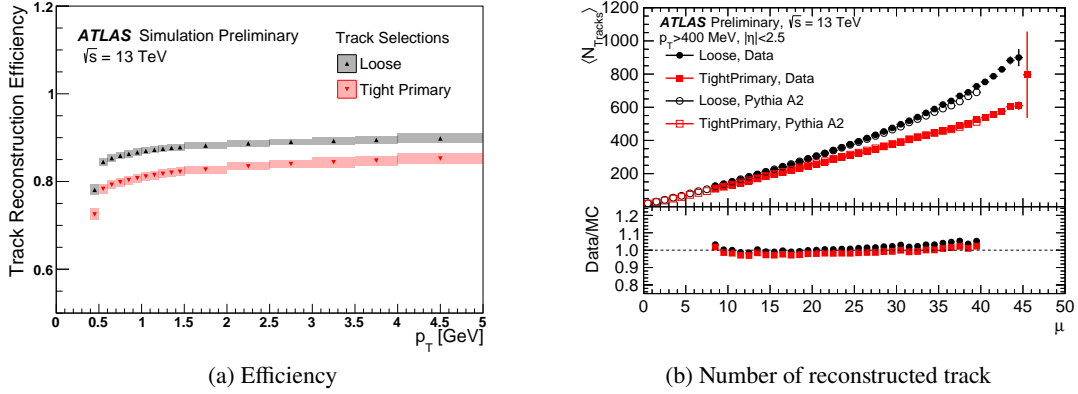 Track Reconstruction Efficiency
1.2
1
0.8
0.6
ATLAS Simulation Preliminary
√s = 13 TeV
Track Selections
Loose
Tight Primary
0 0.5 1 1.5 2 2.5 3 3.5 4 4.5 5
p_T [GeV]
(a) Efficiency
⟨N_Tracks⟩
1200
1000
800
600
400
200
ATLAS Preliminary, √s = 13 TeV
p_T>400 MeV, |η|<2.5
Loose, Data
TightPrimary, Data
Loose, Pythia A2
TightPrimary, Pythia A2
Data/MC
1.2
1.1
1.0
0.9
0.8
0 5 10 15 20 25 30 35 40 45 50
μ
(b) Number of reconstructed track